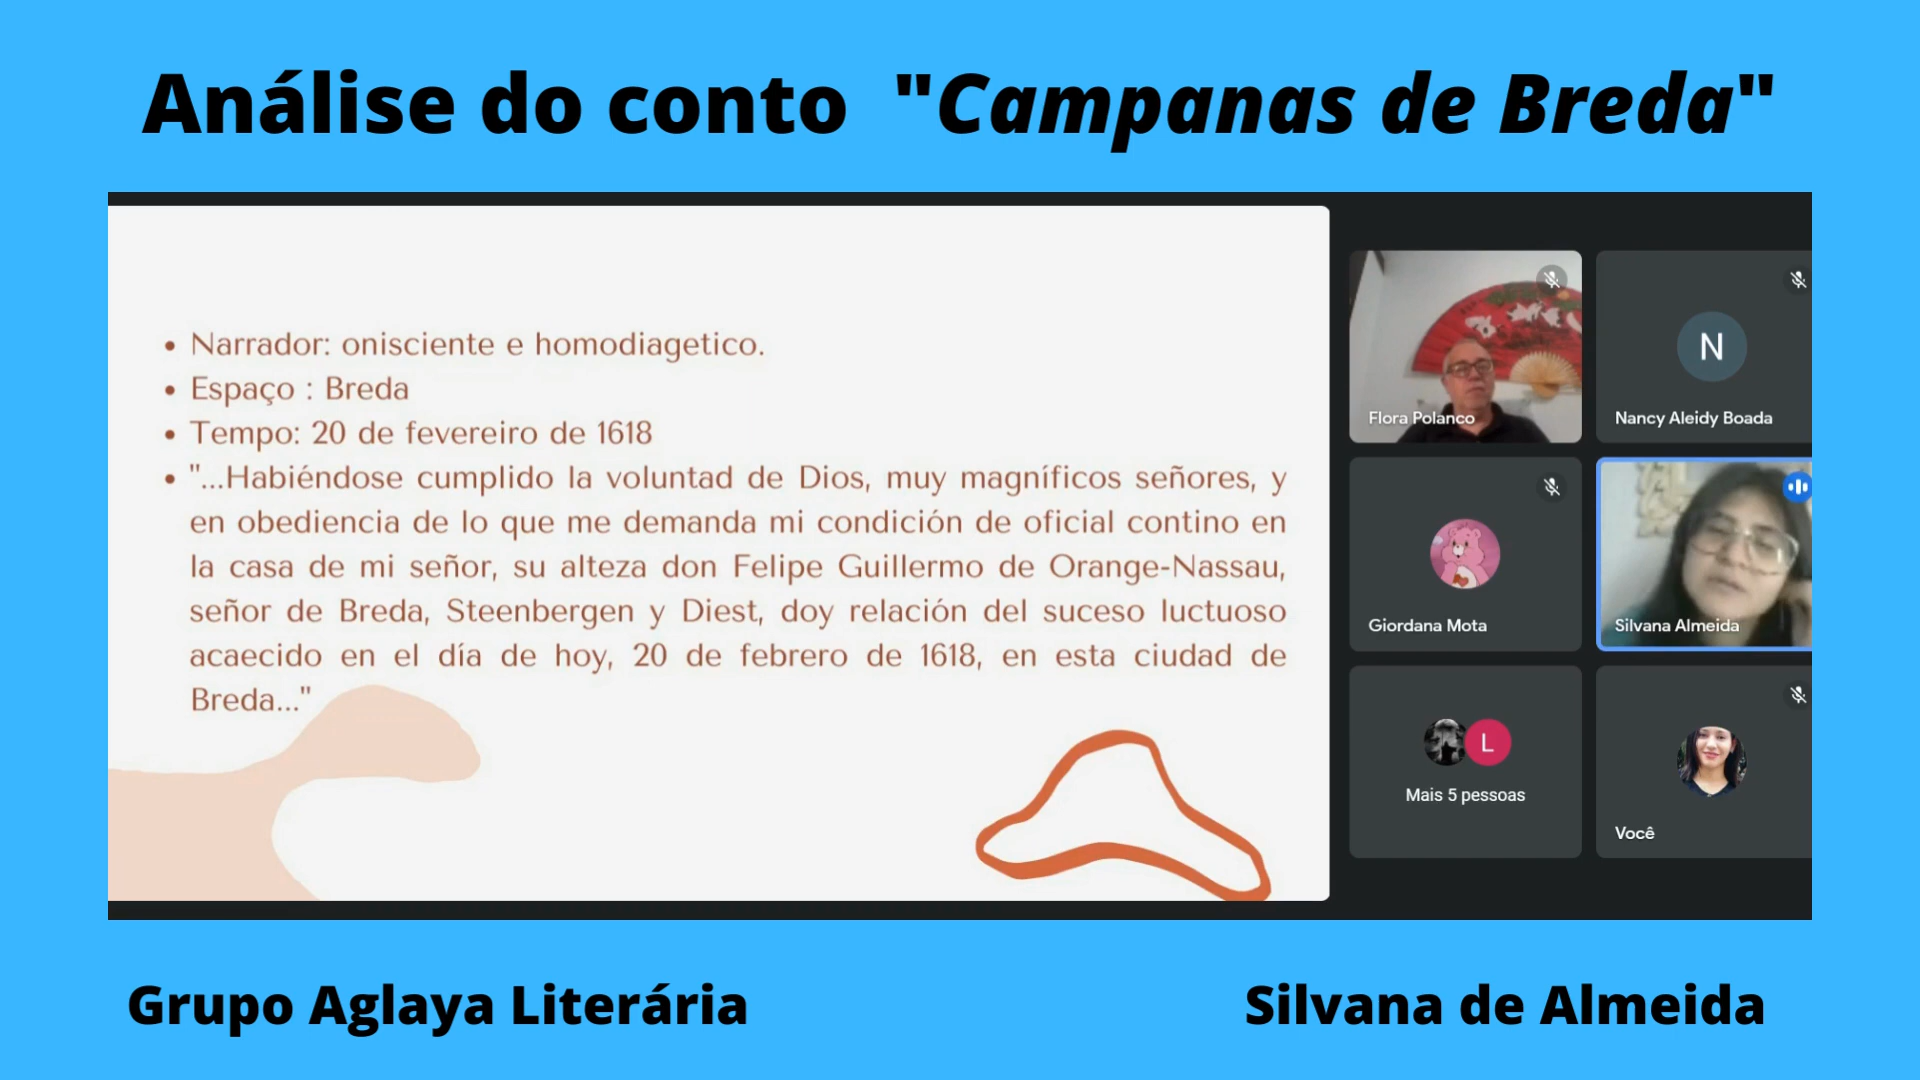 Análise do conto "Campanas de Breda"
• Narrador: onisciente e homodiagetico.
• Espaço : Breda
• Tempo: 20 de fevereiro de 1618
• "...Habiéndose cumplido la voluntad de Dios, muy magníficos señores, y
en obediencia de lo que me demanda mi condición de oficial contino en
la casa de mi señor, su alteza don Felipe Guillermo de Orange-Nassau,
señor de Breda, Steenbergen y Diest, doy relación del suceso luctuoso
acaecido en el día de hoy, 20 de febrero de 1618, en esta ciudad de
Breda..."
Flora Polanco
N
Nancy Aleidy Boada
Giordana Mota
Silvana Almeida
L
Mais 5 pessoas
Você
Grupo Aglaya Literária
Silvana de Almeida